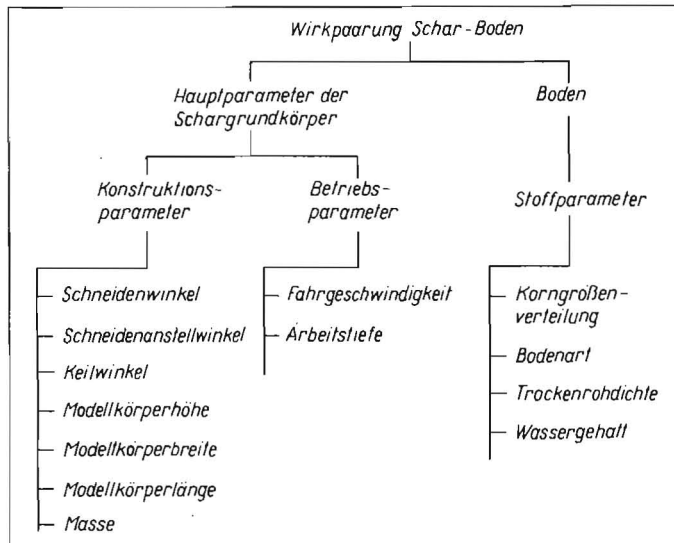 Wirkpaarung Schar-Boden
Hauptparameter der
Schargrundkörper
Boden
Konstruktions-
parameter
Betriebs-
parameter
Stoffparameter
Schneidenwinkel
Schneidenanstellwinkel
Keilwinkel
Modellkörperhöhe
Modellkörperbreite
Modellkörperlänge
Masse
Fahrgeschwindigkeit
Arbeitstiefe
Korngrößen-
verteilung
Bodenart
Trockenrohdichte
Wassergehalt